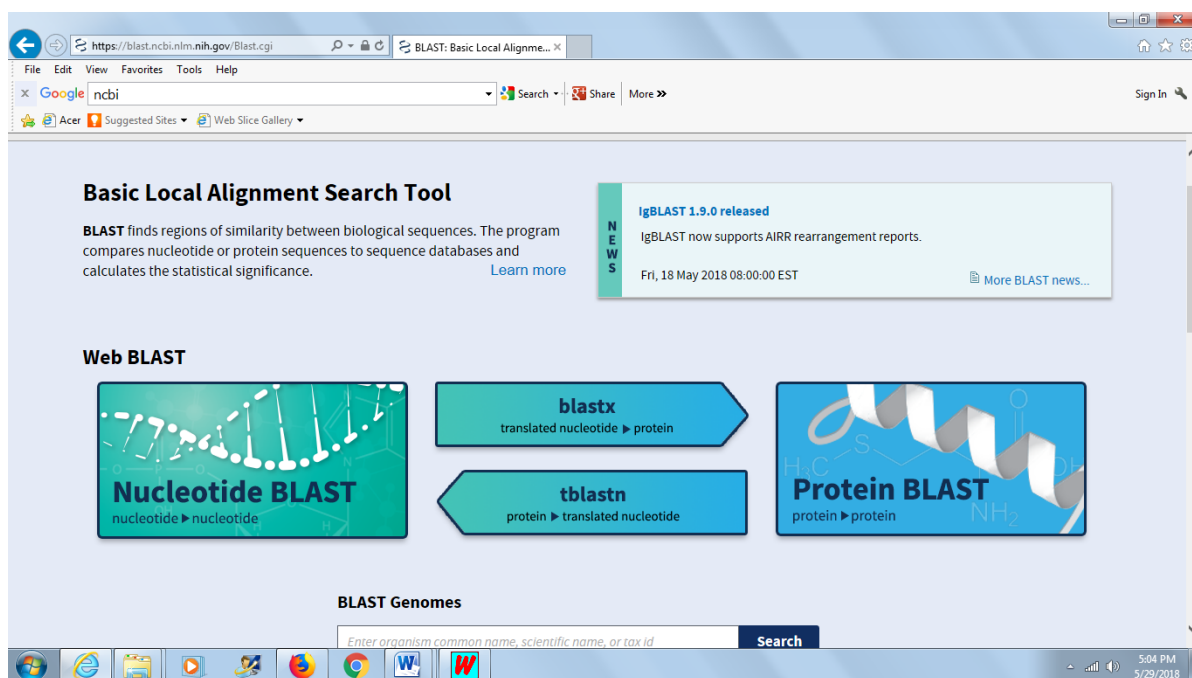 https://blast.ncbi.nlm.nih.gov/Blast.cgi
BLAST: Basic Local Alignme...
File Edit View Favorites Tools Help
x Google ncbi Search Share More »
Sign In
Acer Suggested Sites Web Slice Gallery
Basic Local Alignment Search Tool
BLAST finds regions of similarity between biological sequences. The program
compares nucleotide or protein sequences to sequence databases and
calculates the statistical significance. Learn more
NEWS
IgBLAST 1.9.0 released
IgBLAST now supports AIRR rearrangement reports.
Fri, 18 May 2018 08:00:00 EST
More BLAST news...
Web BLAST
Nucleotide BLAST
nucleotide ▶ nucleotide
blastx
translated nucleotide ▶ protein
tblastn
protein ▶ translated nucleotide
H₃C
S
O
OH
NH₂
Protein BLAST
protein ▶ protein
BLAST Genomes
Enter organism common name, scientific name, or tax id
Search
W
W
5:04 PM
5/29/2018